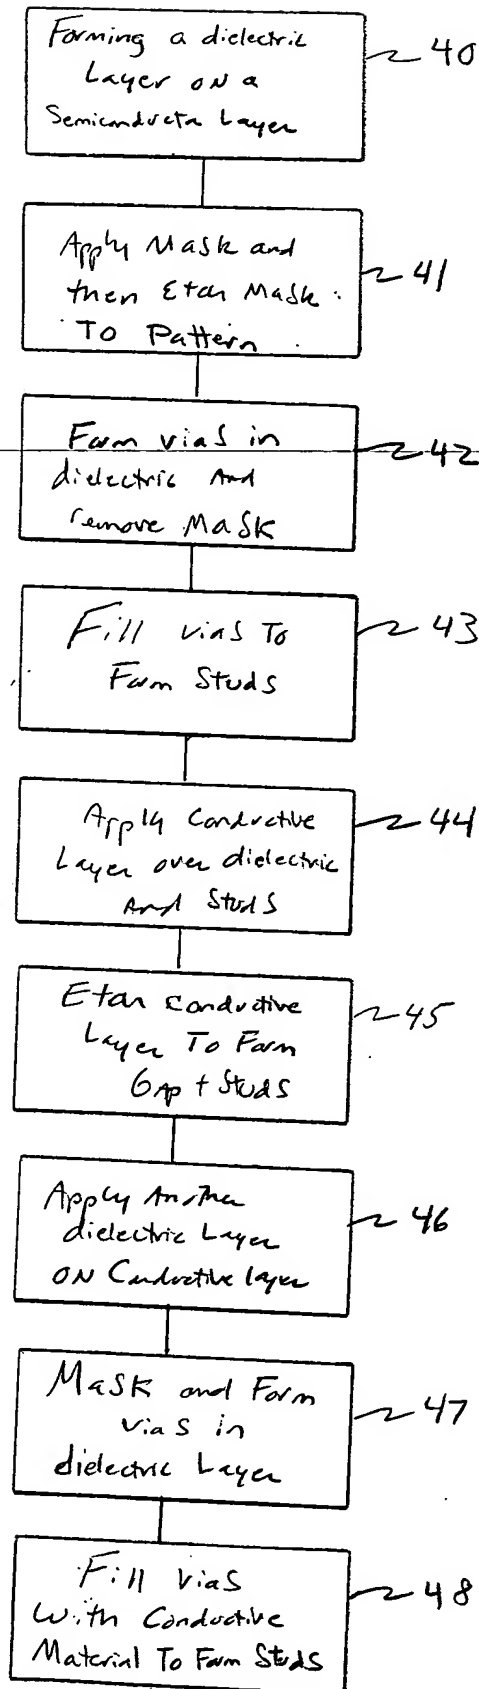 Forming a dielectric
Layer ON a
Semiconductor Layer
40
Apply Mask and
then Etch Mask
To Pattern
41
Form vias in
dielectric And
remove Mask
42
Fill vias To
Form Studs
43
Apply Conductive
Layer over dielectric
And Studs
44
Etch conductive
Layer To Form
GAp + Studs
45
Apply Another
dielectric Layer
ON Conductive layer
46
Mask and Form
vias in
dielectric Layer
47
Fill vias
With Conductive
Material To Form Studs
48